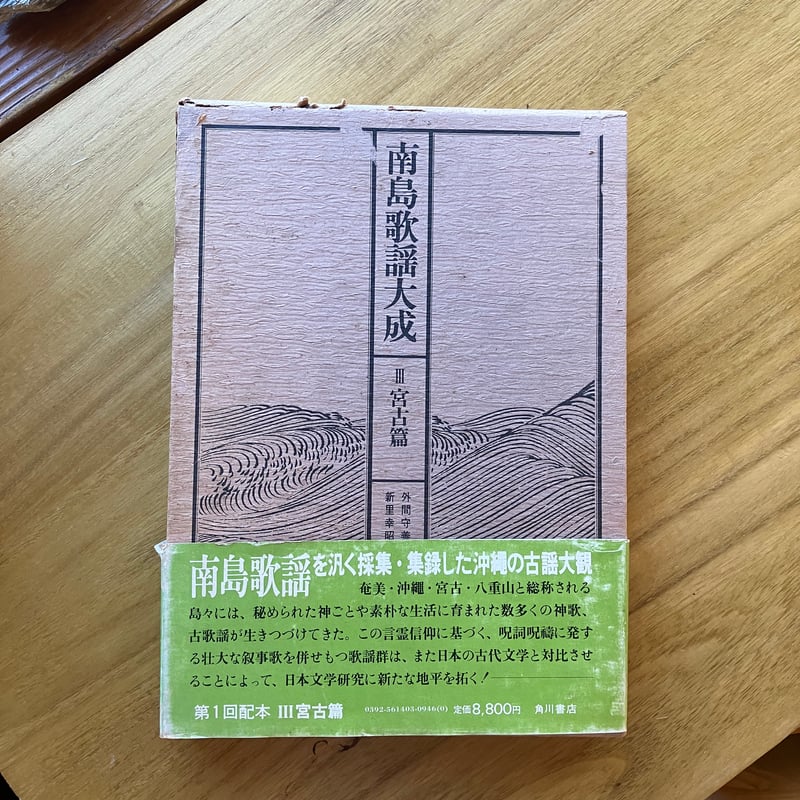 南島歌謡大成
Ⅲ 宮古篇
外間守善
新里幸昭
南島歌謡を汎く採集・集録した沖繩の古謡大観
奄美・沖繩・宮古・八重山と総称される
島々には、秘められた神ごとや素朴な生活に育まれた数多くの神歌、
古歌謡が生きつづけてきた。この言霊信仰に基づく、呪詞呪禱に発す
る壮大な叙事歌を併せもつ歌謡群は、また日本の古代文学と対比させ
ることによって、日本文学研究に新たな地平を拓く!
第1回配本 Ⅲ宮古篇 0392-561403-0946(0) 定価8,800円 角川書店